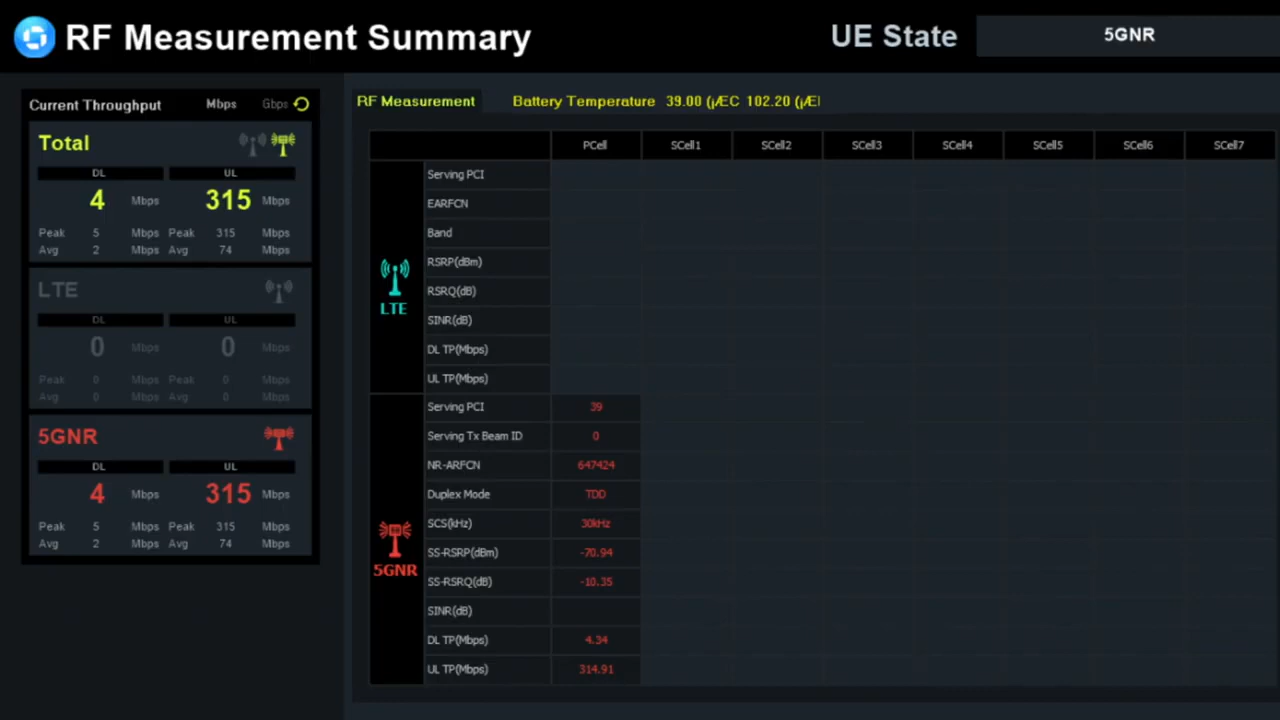 RF Measurement Summary
UE State
5GNR
Current Throughput Mbps Gbps
Total
DL UL
4 Mbps 315 Mbps
Peak 5 Mbps Peak 315 Mbps
Avg 2 Mbps Avg 74 Mbps
LTE
DL UL
0 Mbps 0 Mbps
Peak 0 Mbps Peak 0 Mbps
Avg 0 Mbps Avg 0 Mbps
5GNR
DL UL
4 Mbps 315 Mbps
Peak 5 Mbps Peak 315 Mbps
Avg 2 Mbps Avg 74 Mbps
RF Measurement Battery Temperature 39.00 (¡ÆC 102.20 (¡Æ
PCell SCell1 SCell2 SCell3 SCell4 SCell5 SCell6 SCell7
LTE
Serving PCI
EARFCN
Band
RSRP(dBm)
RSRQ(dB)
SINR(dB)
DL TP(Mbps)
UL TP(Mbps)
5GNR
Serving PCI 39
Serving Tx Beam ID 0
NR-ARFCN 647424
Duplex Mode TDD
SCS(kHz) 30kHz
SS-RSRP(dBm) -70.94
SS-RSRQ(dB) -10.35
SINR(dB)
DL TP(Mbps) 4.34
UL TP(Mbps) 314.91